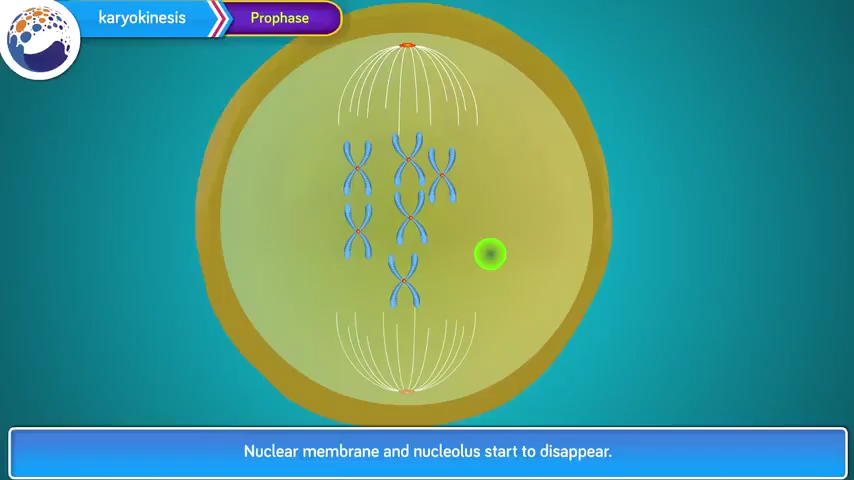 karyokinesis
Prophase
Nuclear membrane and nucleolus start to disappear.